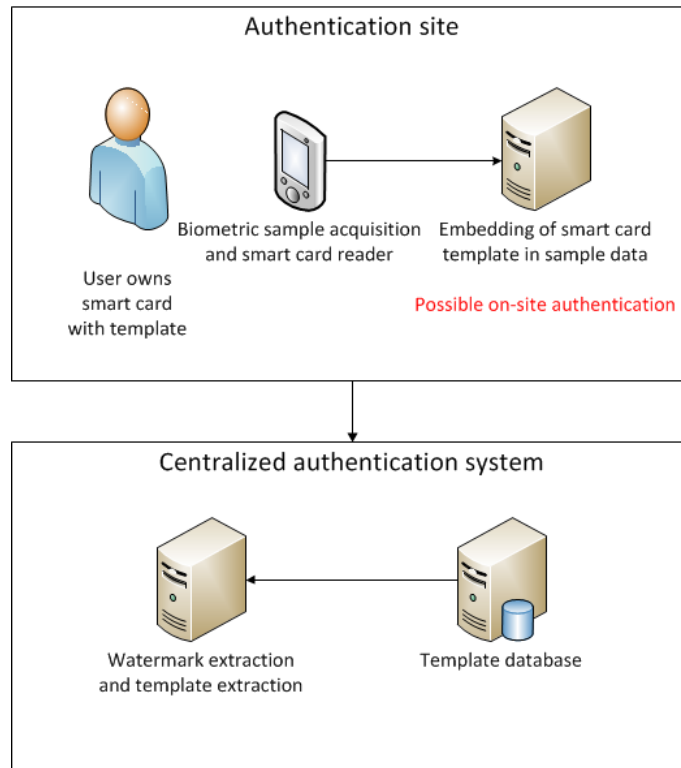 Authentication site
Biometric sample acquisition
and smart card reader
Embedding of smart card
template in sample data
User owns
smart card
with template
Possible on-site authentication
Centralized authentication system
Watermark extraction
and template extraction
Template database